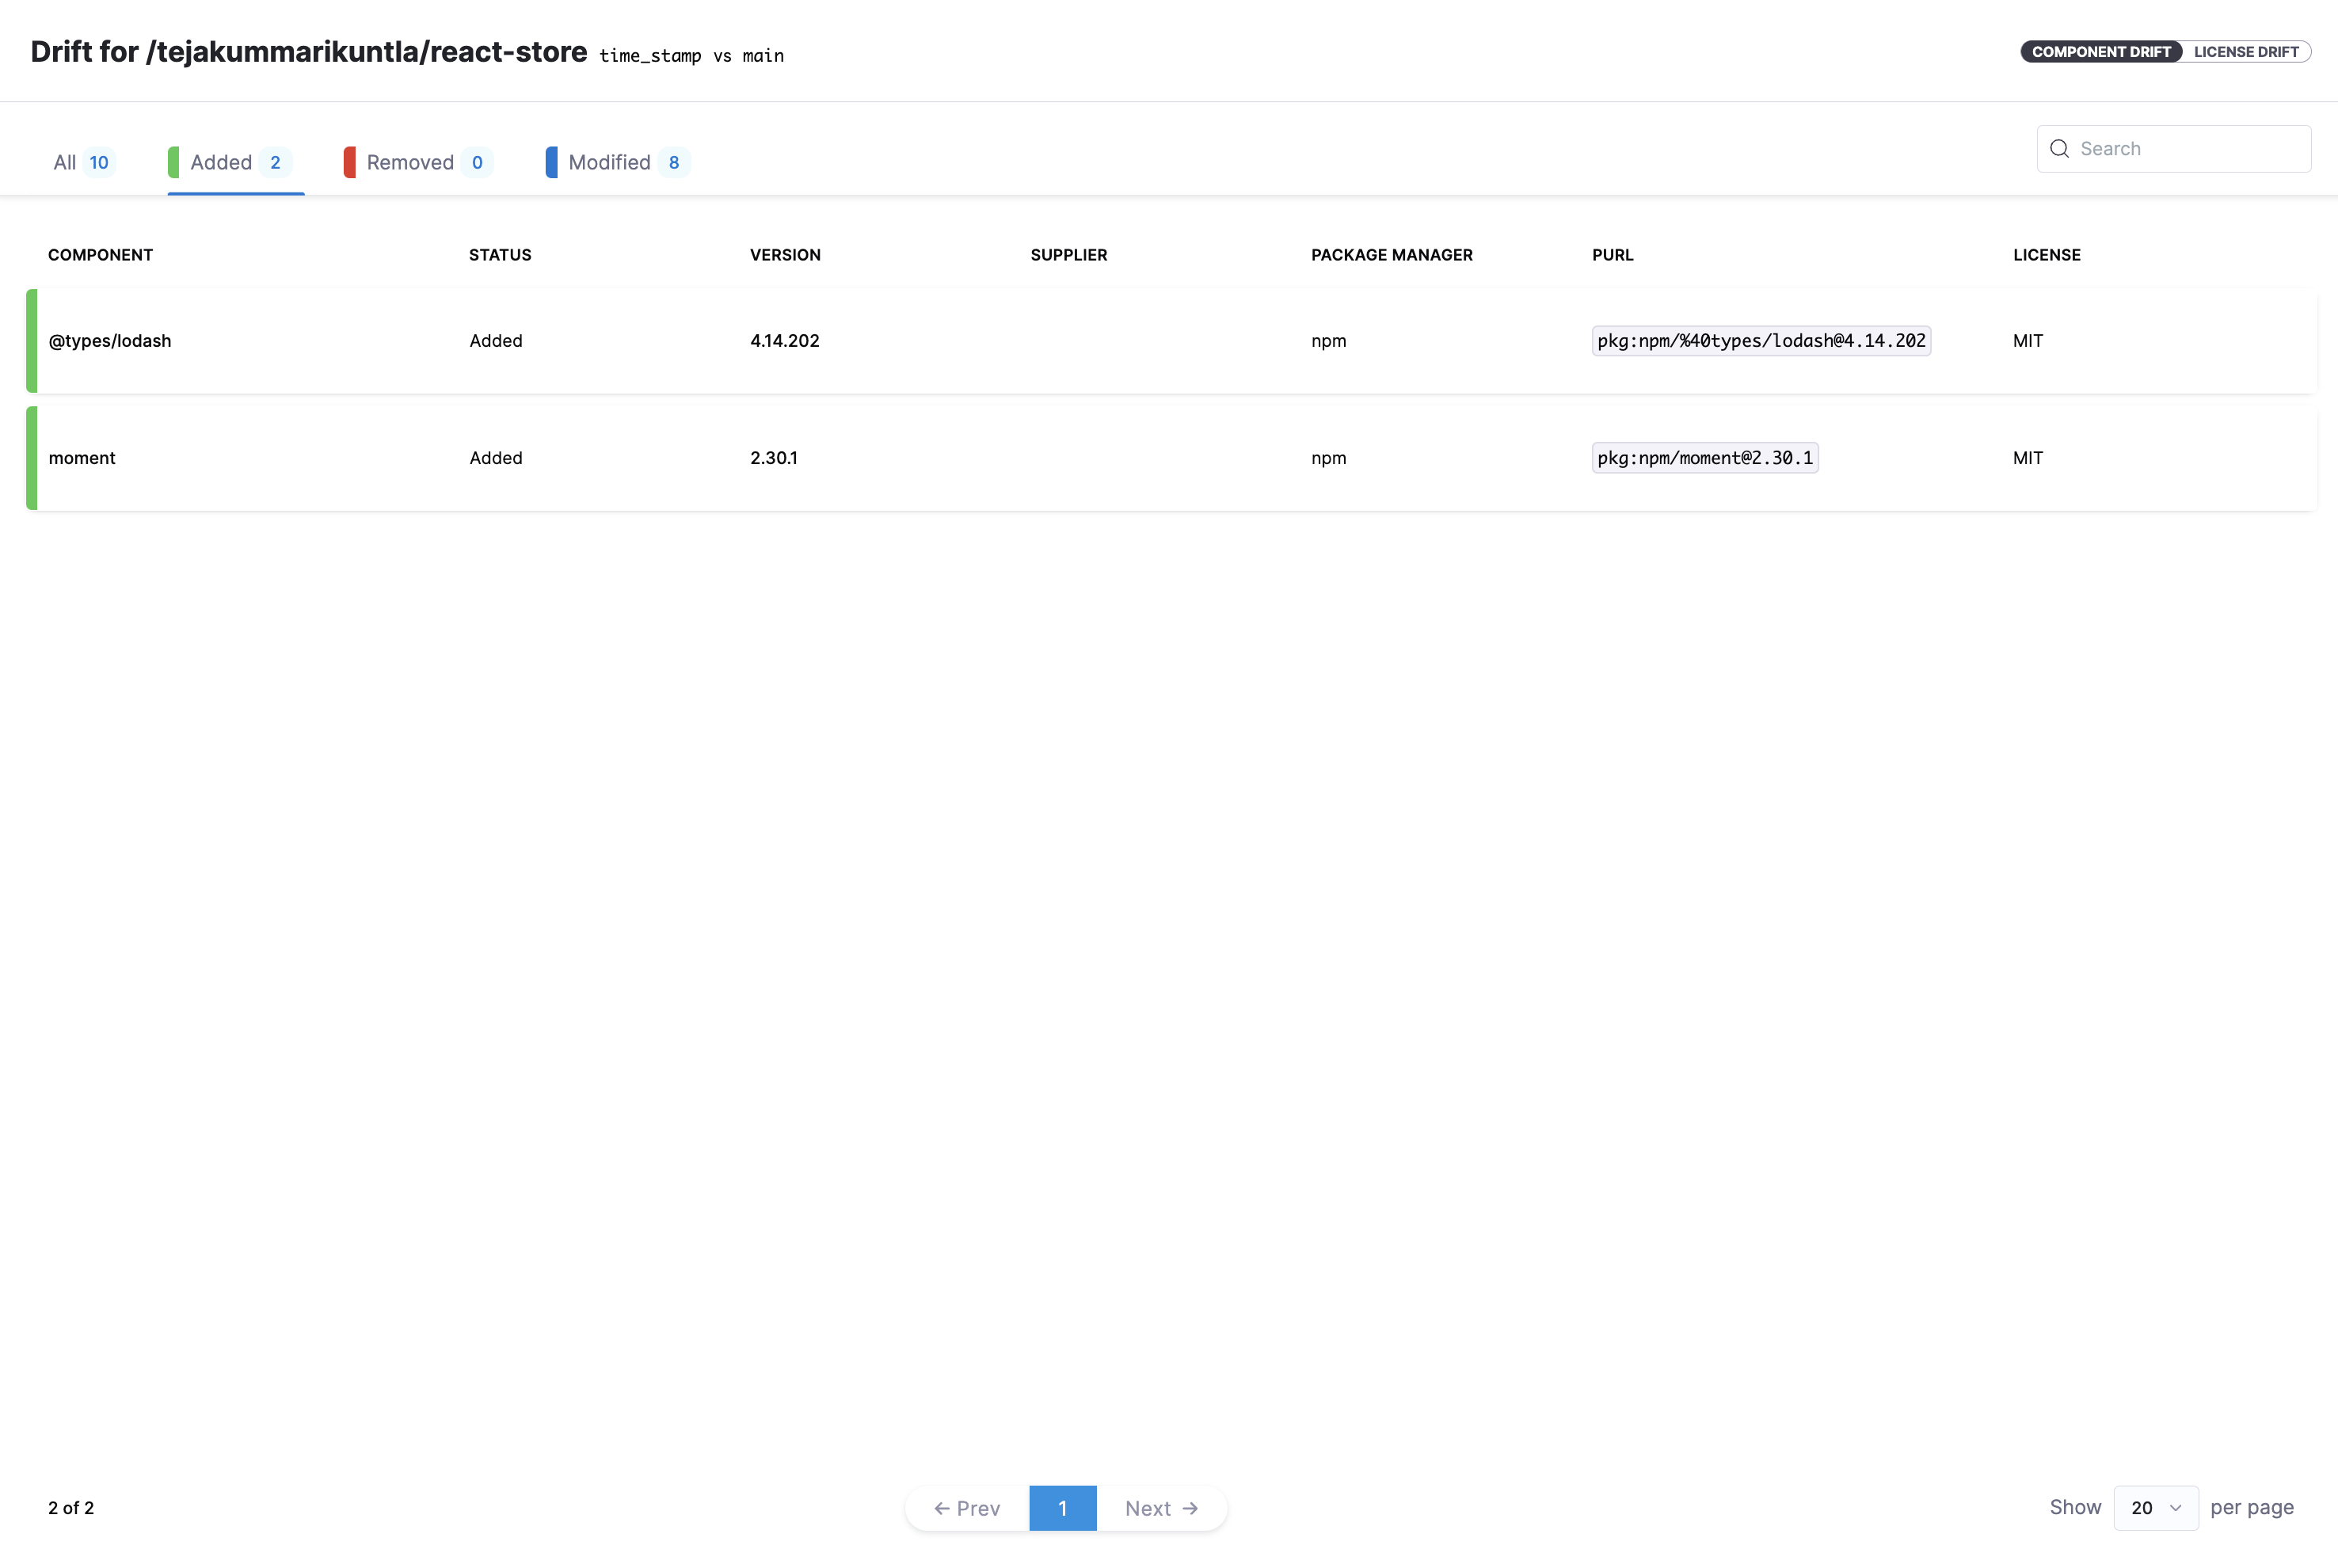 Drift for /tejakummarikuntla/react-store time_stamp vs main
COMPONENT DRIFT LICENSE DRIFT
All 10 Added 2 Removed 0 Modified 8
Search
COMPONENT STATUS VERSION SUPPLIER PACKAGE MANAGER PURL LICENSE
@types/lodash Added 4.14.202 npm pkg:npm/%40types/lodash@4.14.202 MIT
moment Added 2.30.1 npm pkg:npm/moment@2.30.1 MIT
2 of 2 ← Prev 1 Next → Show 20 per page